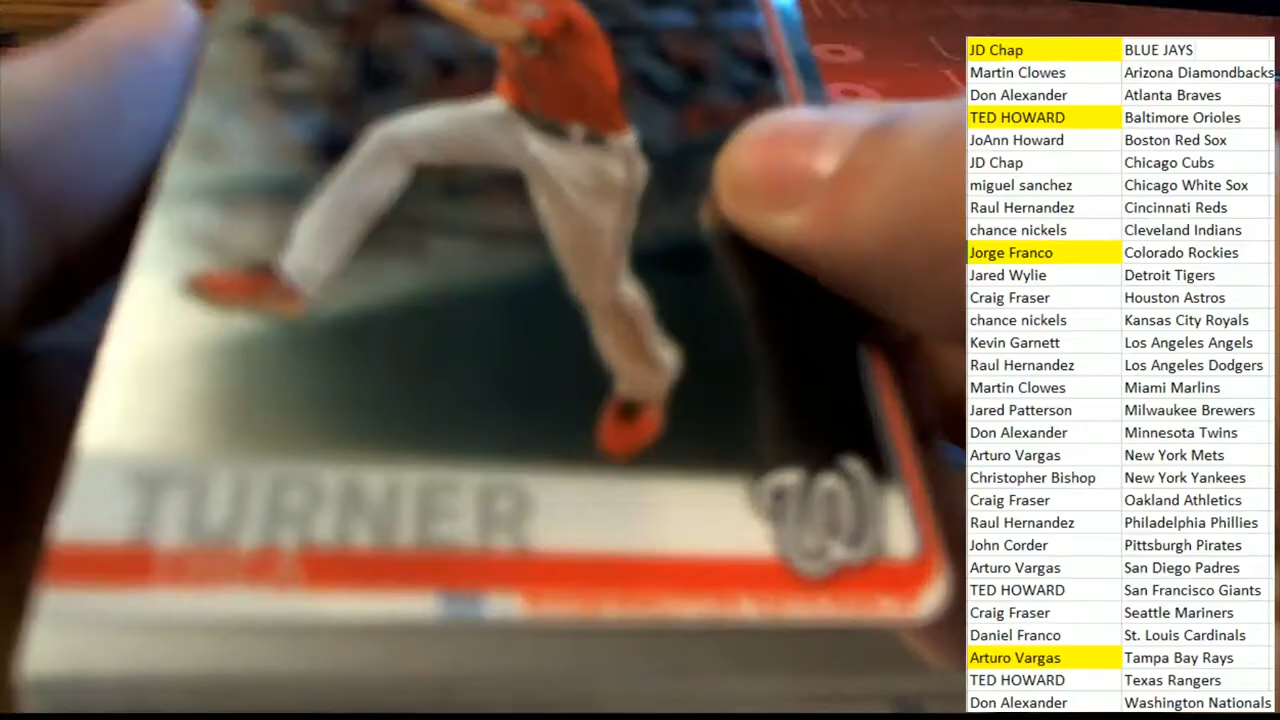 TURNER
W
JD Chap BLUE JAYS
Martin Clowes Arizona Diamondbacks
Don Alexander Atlanta Braves
TED HOWARD Baltimore Orioles
JoAnn Howard Boston Red Sox
JD Chap Chicago Cubs
miguel sanchez Chicago White Sox
Raul Hernandez Cincinnati Reds
chance nickels Cleveland Indians
Jorge Franco Colorado Rockies
Jared Wylie Detroit Tigers
Craig Fraser Houston Astros
chance nickels Kansas City Royals
Kevin Garnett Los Angeles Angels
Raul Hernandez Los Angeles Dodgers
Martin Clowes Miami Marlins
Jared Patterson Milwaukee Brewers
Don Alexander Minnesota Twins
Arturo Vargas New York Mets
Christopher Bishop New York Yankees
Craig Fraser Oakland Athletics
Raul Hernandez Philadelphia Phillies
John Corder Pittsburgh Pirates
Arturo Vargas San Diego Padres
TED HOWARD San Francisco Giants
Craig Fraser Seattle Mariners
Daniel Franco St. Louis Cardinals
Arturo Vargas Tampa Bay Rays
TED HOWARD Texas Rangers
Don Alexander Washington Nationals